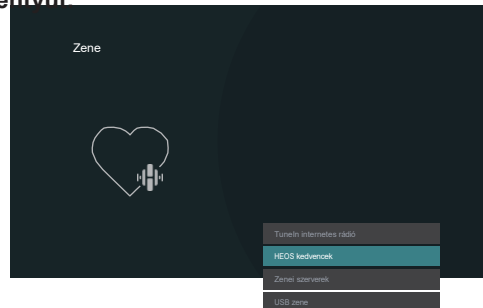 Zene
TuneIn internetes rádió
HEOS kedvencek
Zenei szerverek
USB zene